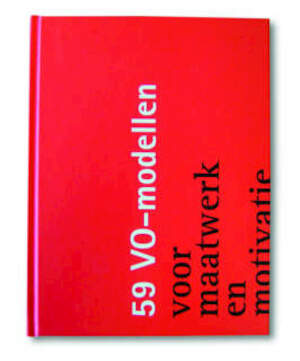 59 VO-modellen
voor
maatwerk
en
motivatie